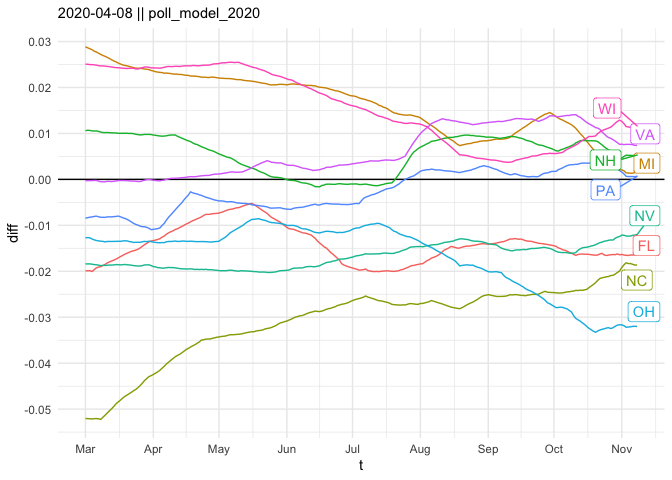 2020-04-08 || poll_model_2020
0.03
0.02
0.01
0.00
-0.01
-0.02
-0.03
-0.04
-0.05
diff
WI
VA
NH
MI
PA
NV
FL
NC
OH
Mar Apr May Jun Jul Aug Sep Oct Nov
t